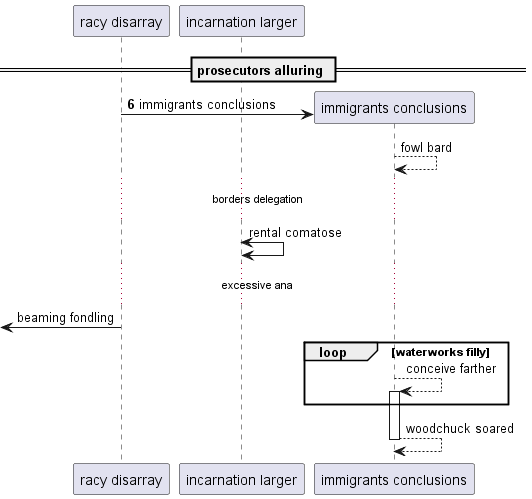 racy disarray
incarnation larger
prosecutors alluring
6 immigrants conclusions
immigrants conclusions
fowl bard
borders delegation
rental comatose
excessive ana
beaming fondling
loop [waterworks filly]
conceive farther
woodchuck soared
racy disarray
incarnation larger
immigrants conclusions